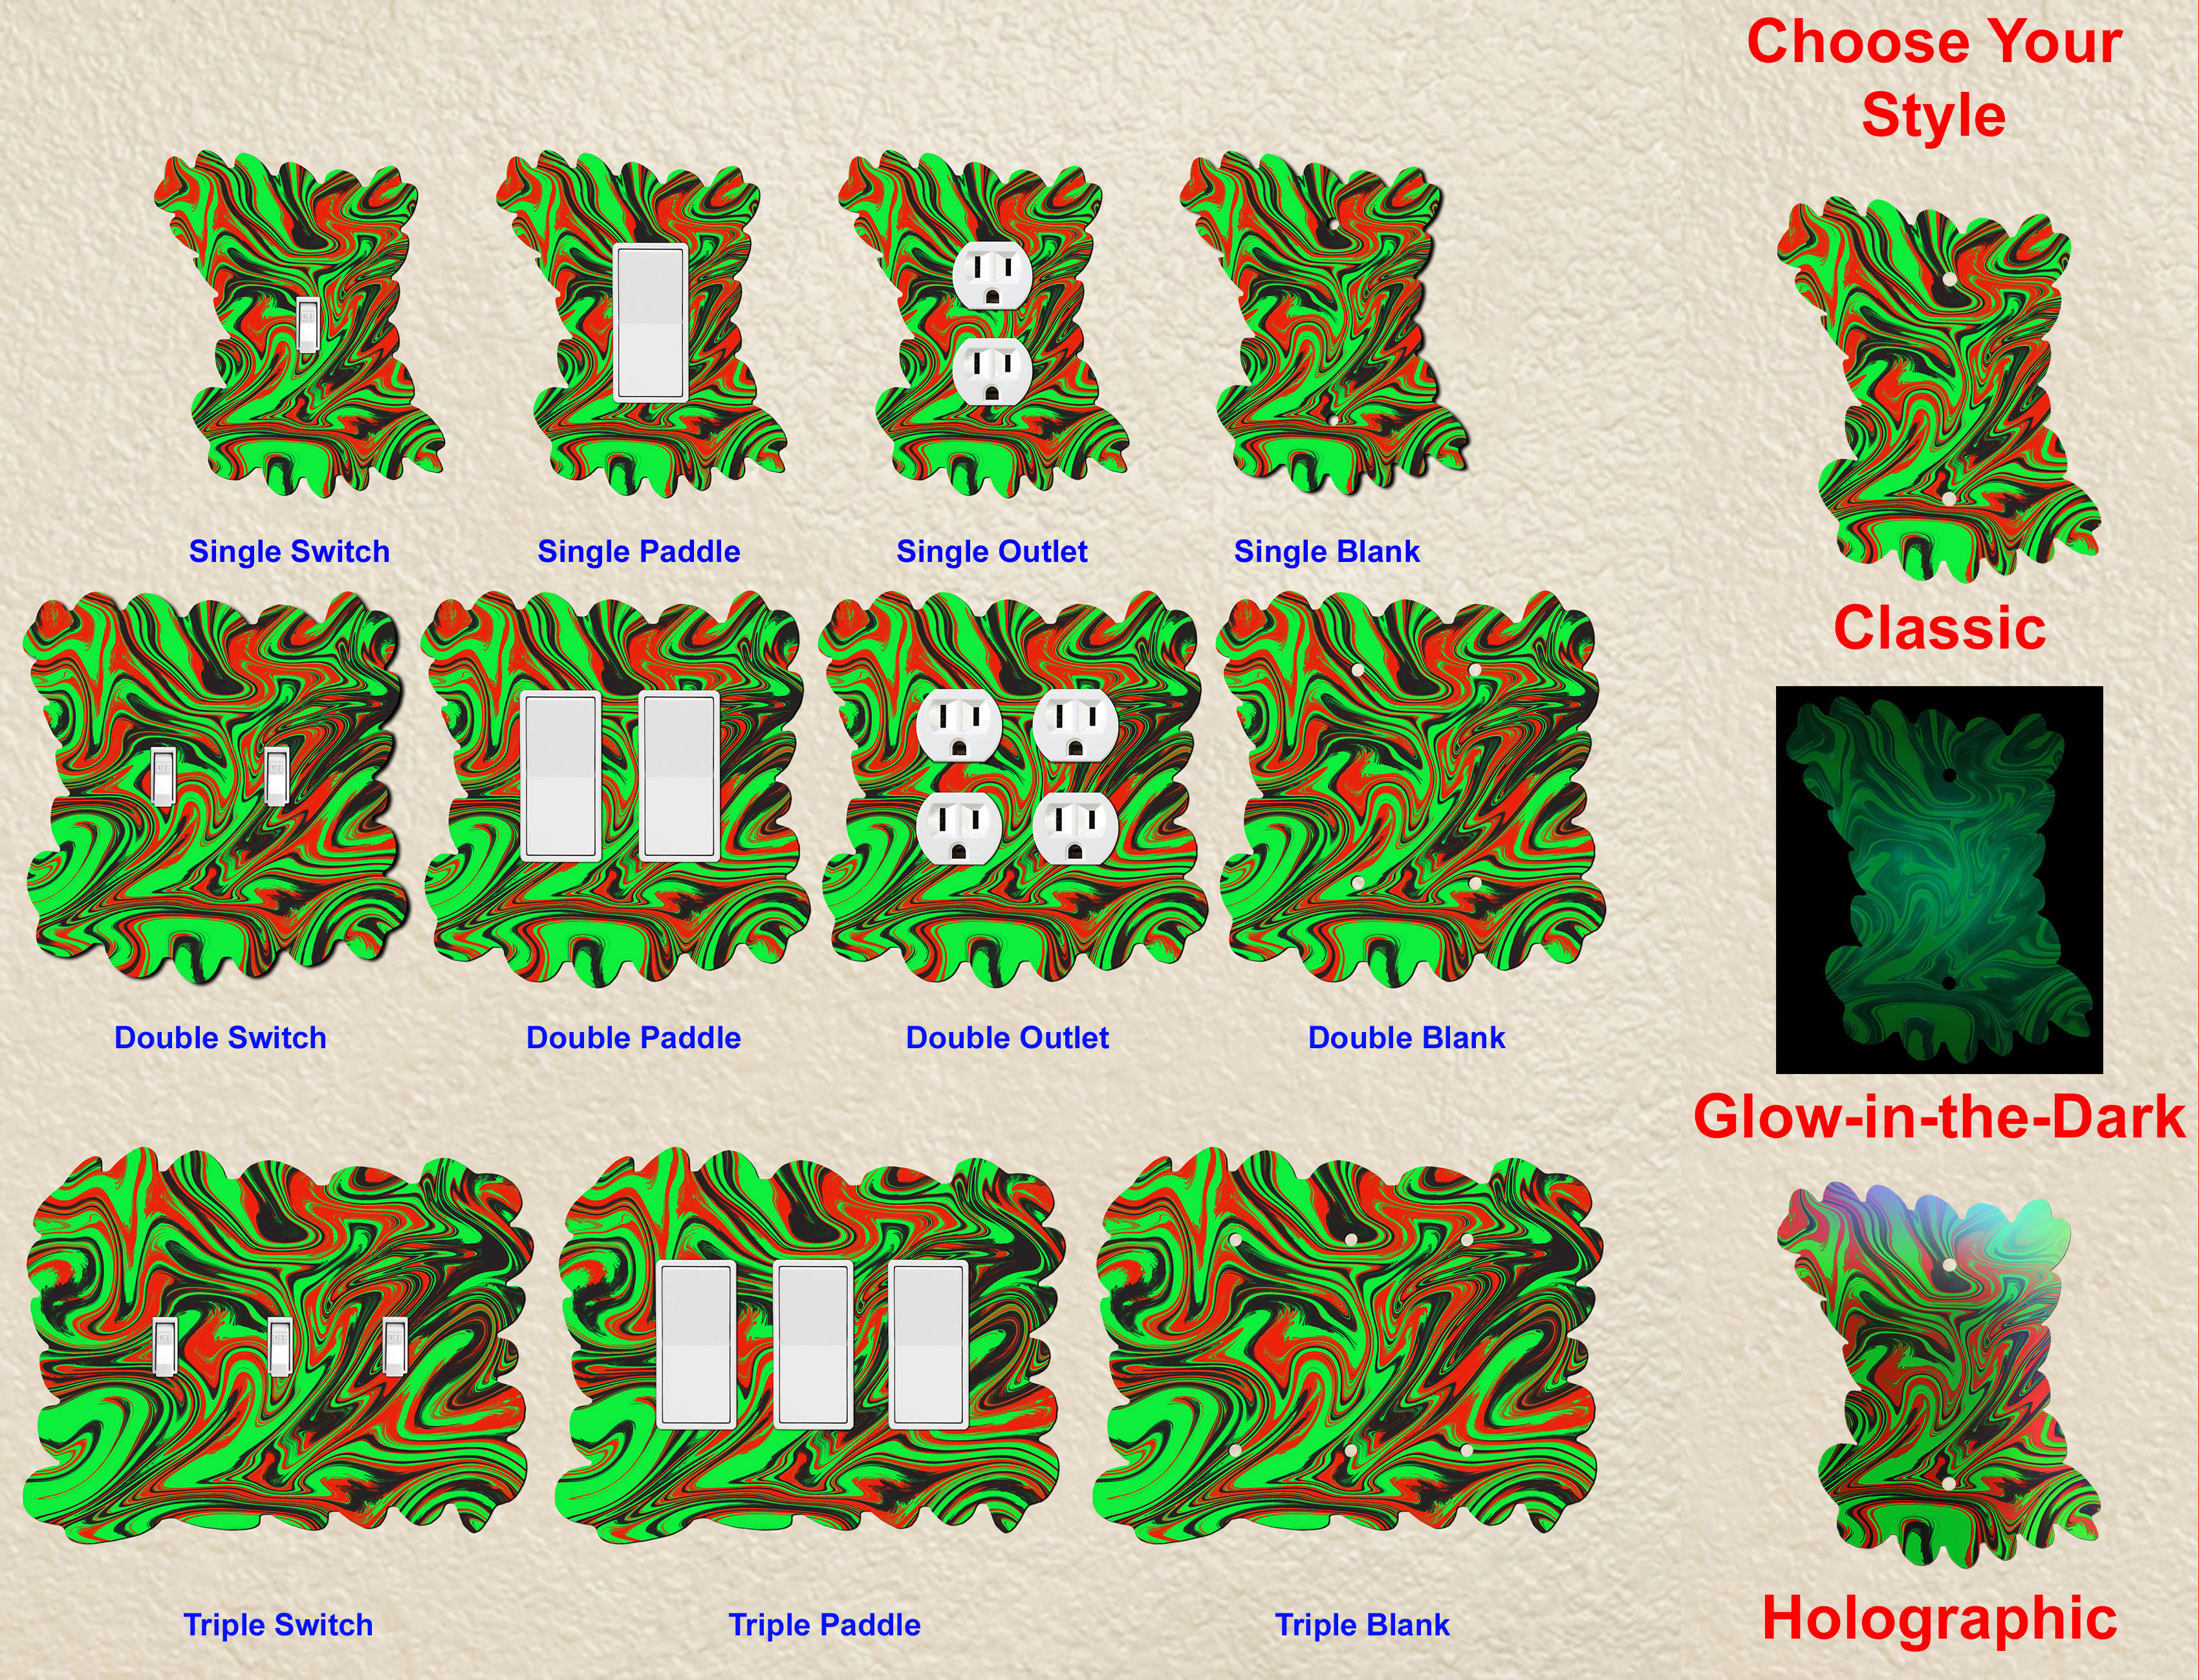 Choose Your
Style
Single Switch
Single Paddle
Single Outlet
Single Blank
Classic
Double Switch
Double Paddle
Double Outlet
Double Blank
Glow-in-the-Dark
Triple Switch
Triple Paddle
Triple Blank
Holographic